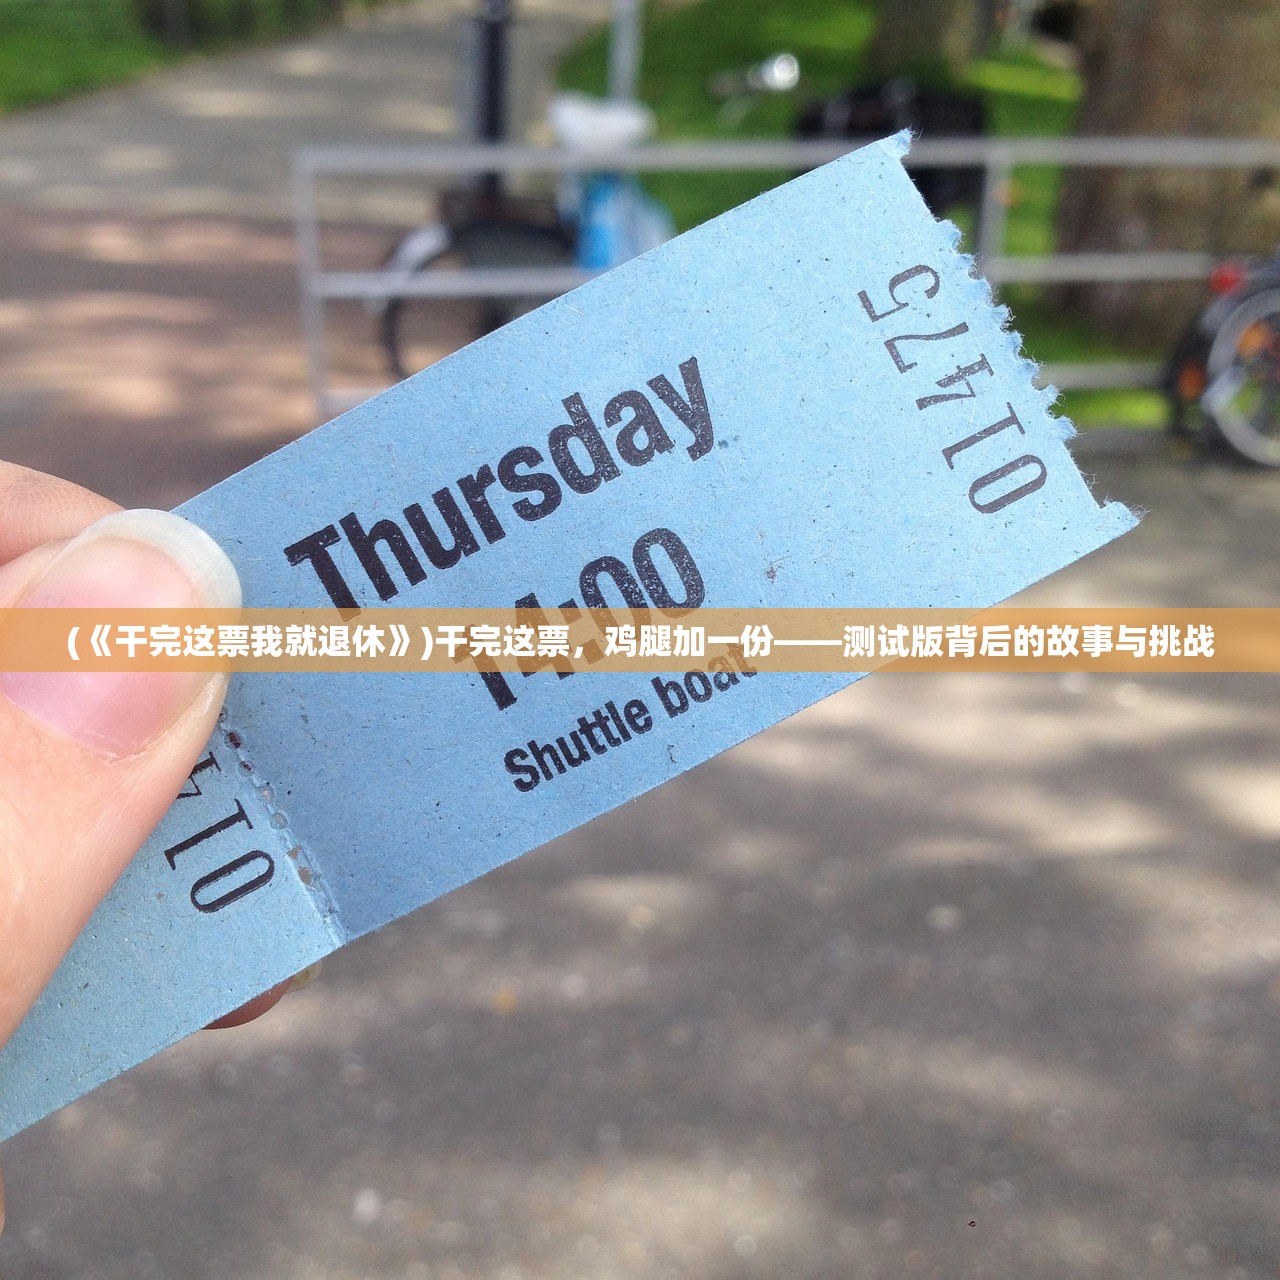 Thursday
14:00
(《干完这票我就退休》)干完这票，鸡腿加一份——测试版背后的故事与挑战
Shuttle boat
01475
014